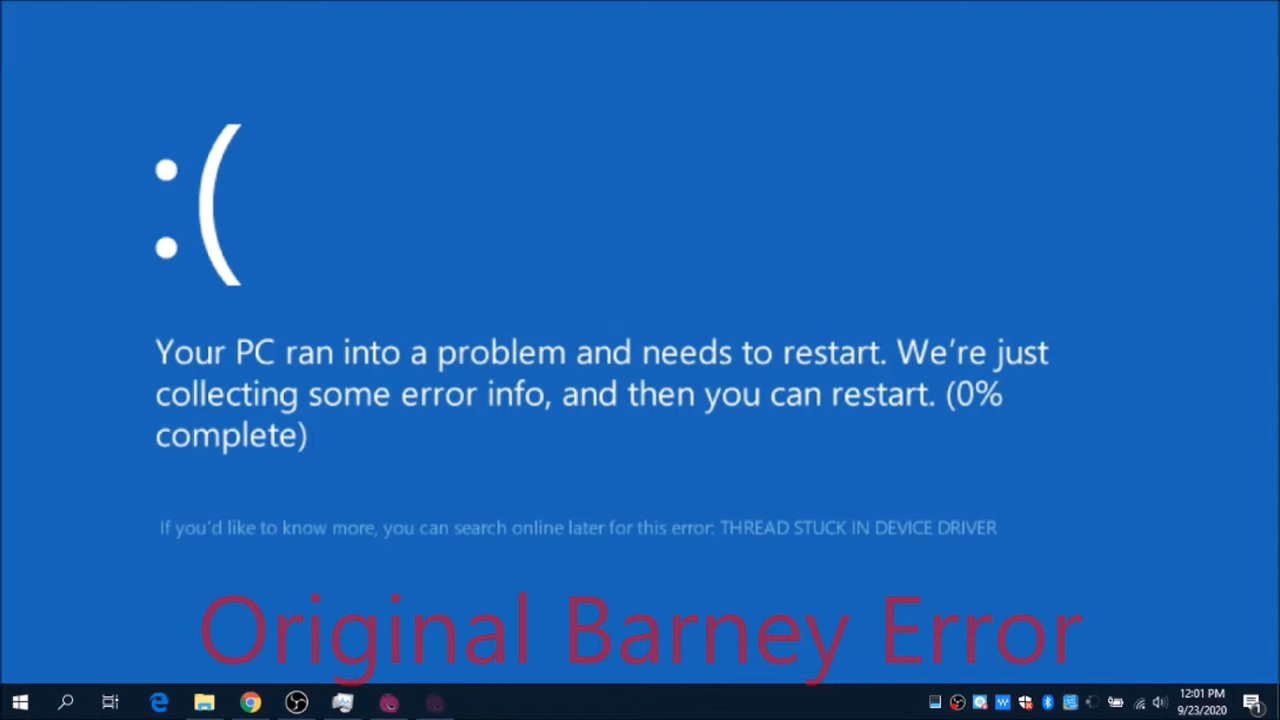 :(
Your PC ran into a problem and needs to restart. We're just
collecting some error info, and then you can restart. (0%
complete)
If you'd like to know more, you can search online later for this error: THREAD STUCK IN DEVICE DRIVER
Original Barney Error
12:01 PM
9/23/2020
1